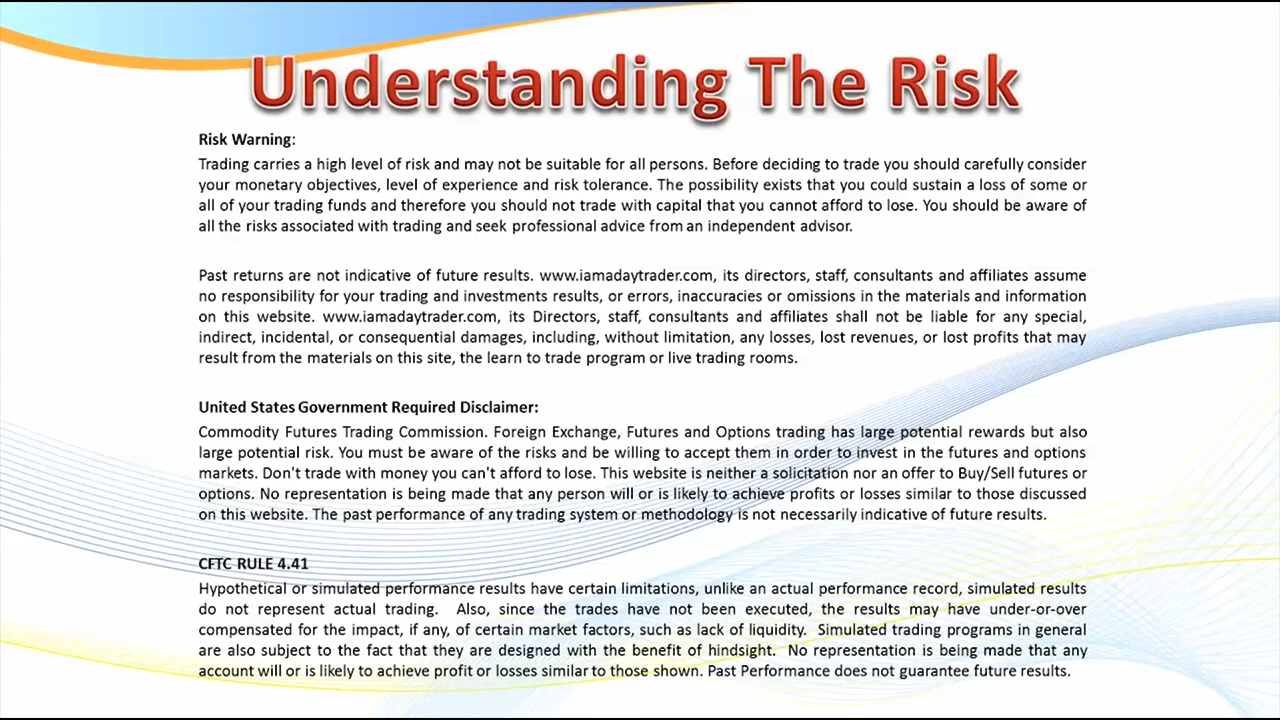 Understanding The Risk
Risk Warning:
Trading carries a high level of risk and may not be suitable for all persons. Before deciding to trade you should carefully consider
your monetary objectives, level of experience and risk tolerance. The possibility exists that you could sustain a loss of some or
all of your trading funds and therefore you should not trade with capital that you cannot afford to lose. You should be aware of
all the risks associated with trading and seek professional advice from an independent advisor.
Past returns are not indicative of future results. www.iamadaytrader.com, its directors, staff, consultants and affiliates assume
no responsibility for your trading and investments results, or errors, inaccuracies or omissions in the materials and information
on this website. www.iamadaytrader.com, its Directors, staff, consultants and affiliates shall not be liable for any special,
indirect, incidental, or consequential damages, including, without limitation, any losses, lost revenues, or lost profits that may
result from the materials on this site, the learn to trade program or live trading rooms.
United States Government Required Disclaimer:
Commodity Futures Trading Commission. Foreign Exchange, Futures and Options trading has large potential rewards but also
large potential risk. You must be aware of the risks and be willing to accept them in order to invest in the futures and options
markets. Don't trade with money you can't afford to lose. This website is neither a solicitation nor an offer to Buy/Sell futures or
options. No representation is being made that any person will or is likely to achieve profits or losses similar to those discussed
on this website. The past performance of any trading system or methodology is not necessarily indicative of future results.
CFTC RULE 4.41
Hypothetical or simulated performance results have certain limitations, unlike an actual performance record, simulated results
do not represent actual trading. Also, since the trades have not been executed, the results may have under-or-over
compensated for the impact, if any, of certain market factors, such as lack of liquidity. Simulated trading programs in general
are also subject to the fact that they are designed with the benefit of hindsight. No representation is being made that any
account will or is likely to achieve profit or losses similar to those shown. Past Performance does not guarantee future results.